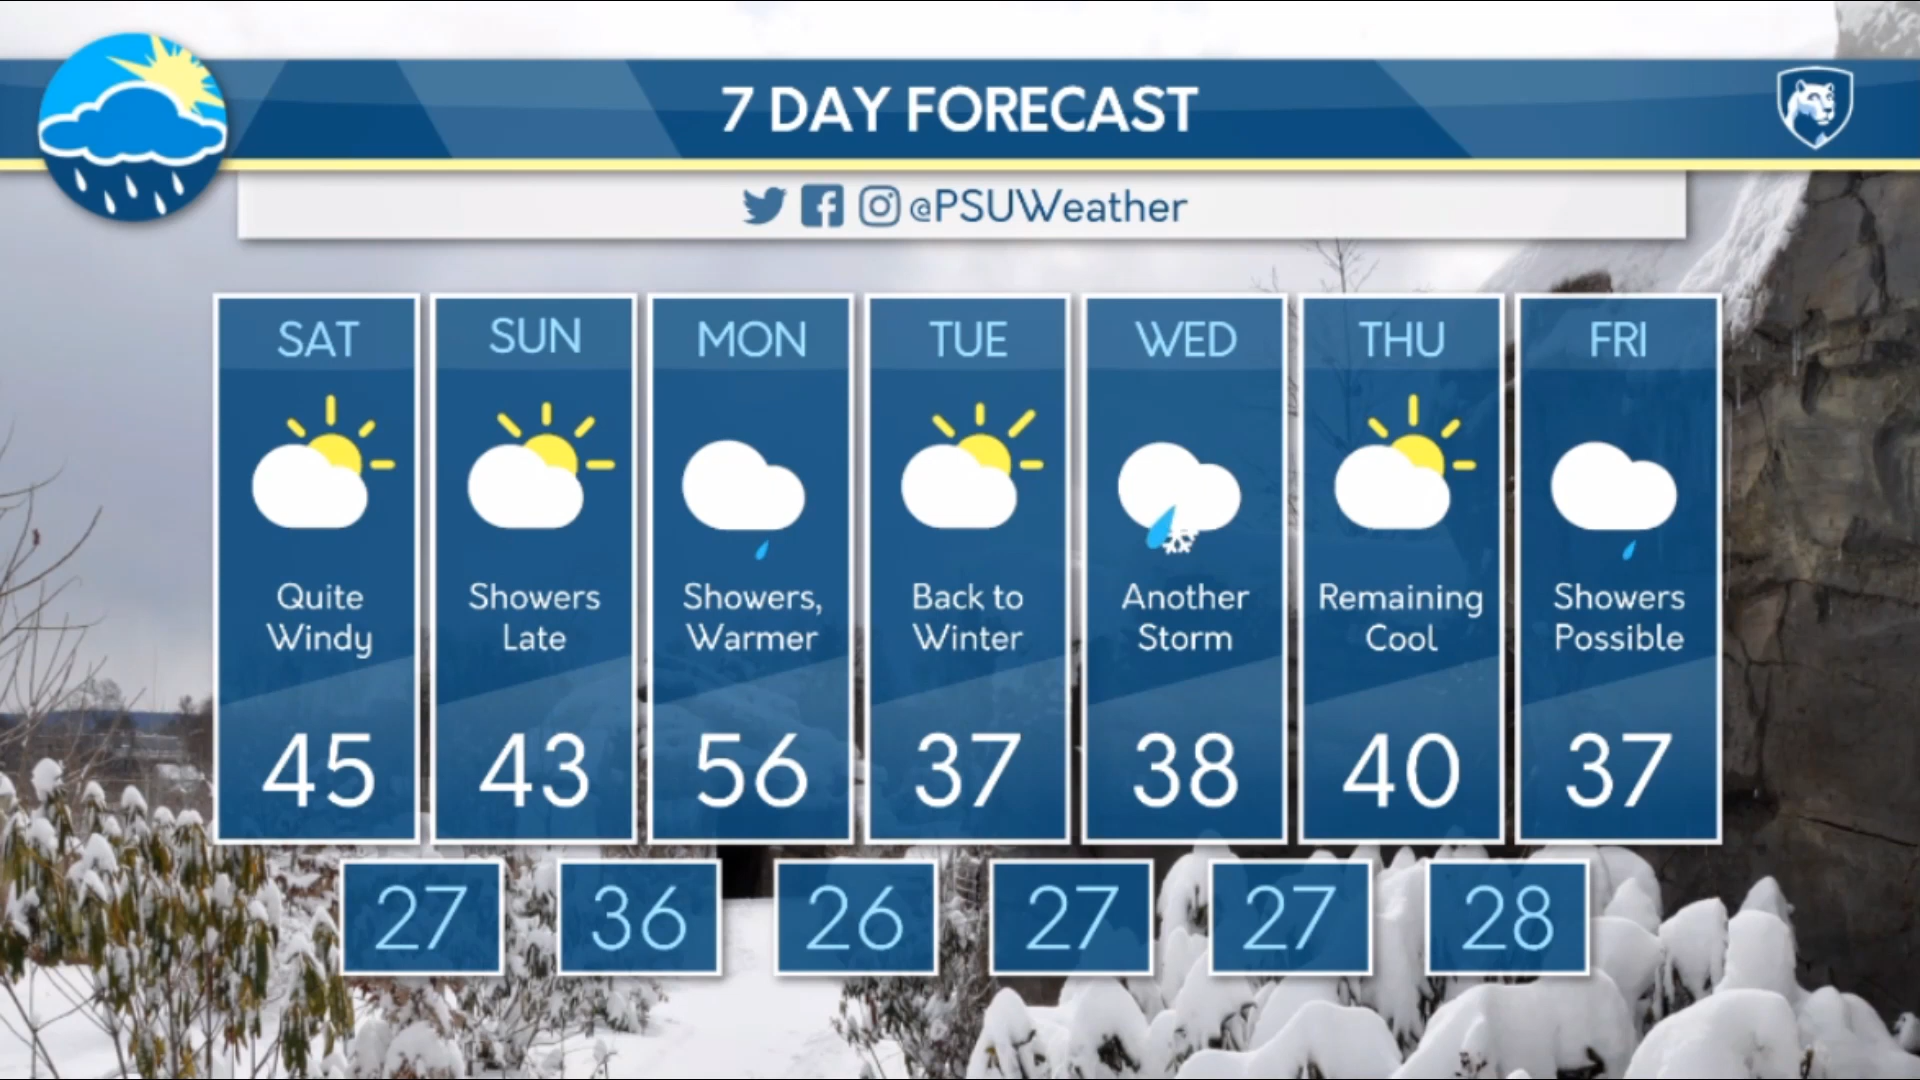 7 DAY FORECAST
@PSUWeather
SAT SUN MON TUE WED THU FRI
Quite Showers Showers, Back to Another Remaining Showers
Windy Late Warmer Winter Storm Cool Possible
45 43 56 37 38 40 37
27 36 26 27 27 28